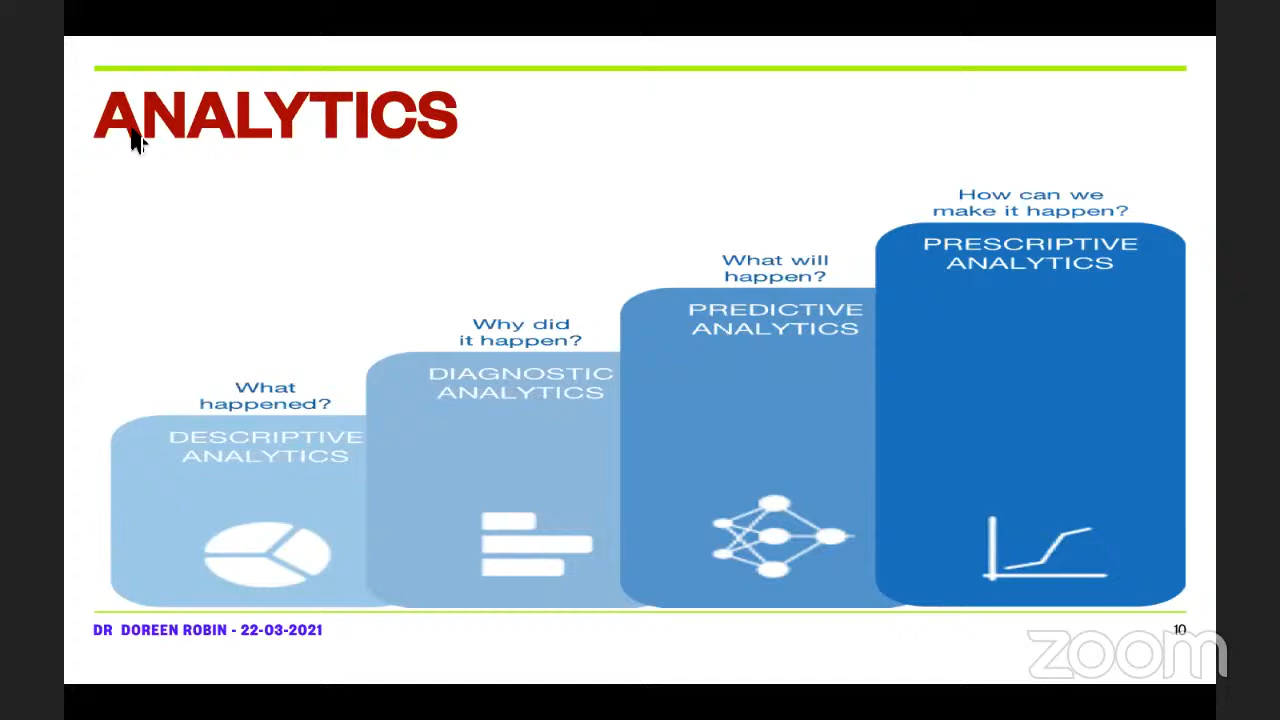 ANALYTICS
What
happened?
DESCRIPTIVE
ANALYTICS
Why did
it happen?
DIAGNOSTIC
ANALYTICS
What will
happen?
PREDICTIVE
ANALYTICS
How can we
make it happen?
PRESCRIPTIVE
ANALYTICS
DR DOREEN ROBIN - 22-03-2021
10
zoom